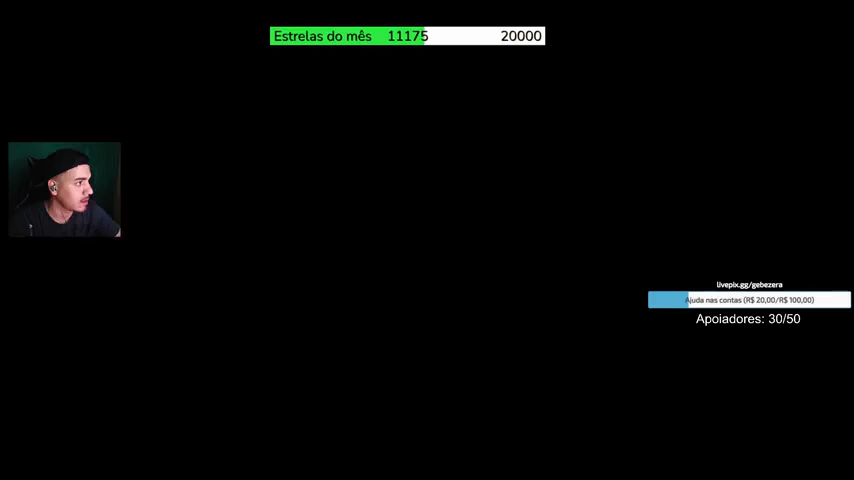 Estrelas do mês 11175 20000
livepix.gg/gebezera
Ajuda nas contas (R$ 20,00/R$ 100,00)
Apoiadores: 30/50